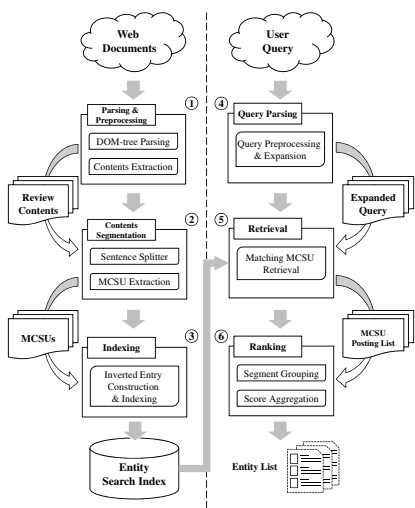 Web
Documents
User
Query
①
Parsing &
Preprocessing
DOM-tree Parsing
Contents Extraction
Review
Contents
②
Contents
Segmentation
Sentence Splitter
MCSU Extraction
MCSUs
③
Indexing
Inverted Entry
Construction
& Indexing
Entity
Search Index
④
Query Parsing
Query Preprocessing
& Expansion
Expanded
Query
⑤
Retrieval
Matching MCSU
Retrieval
MCSU
Posting List
⑥
Ranking
Segment Grouping
Score Aggregation
Entity List